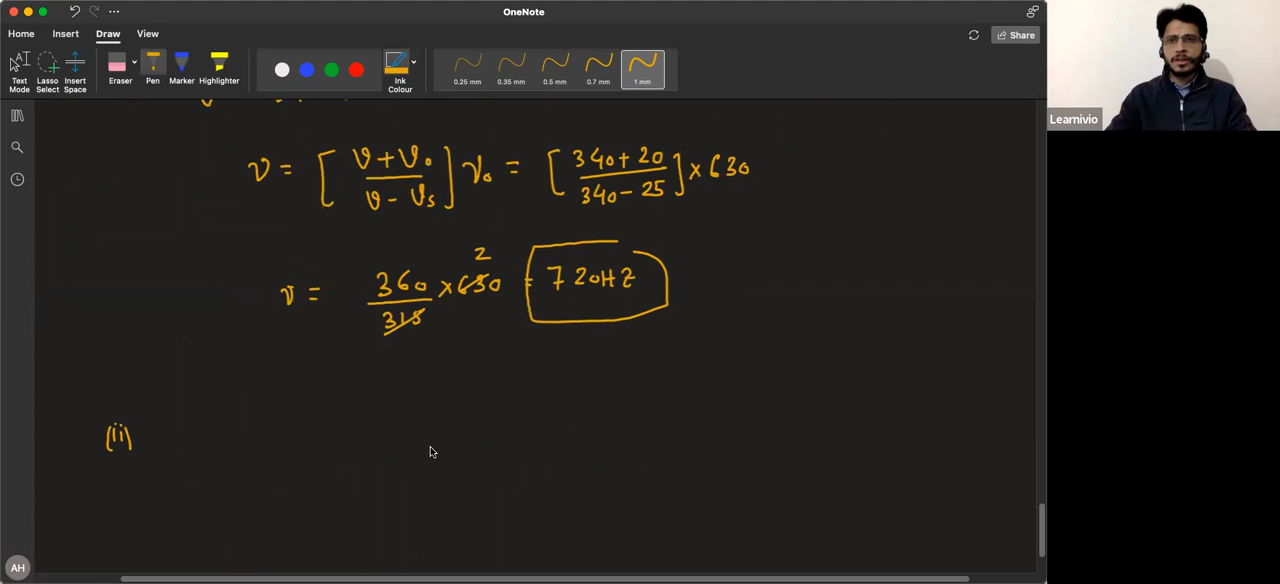 OneNote
Home Insert Draw View
Share
Text Mode
Lasso Select
Insert Space
Eraser
Pen
Marker
Highlighter
Ink Colour
0.25 mm 0.35 mm 0.5 mm 0.7 mm 1 mm
Learnivio
ν = [ v + v₀ / v - vₛ ] ν₀ = [ 340 + 20 / 340 - 25 ] × 630
2
ν = 360 / 315 × 630 = 720HZ
(ii)
AH